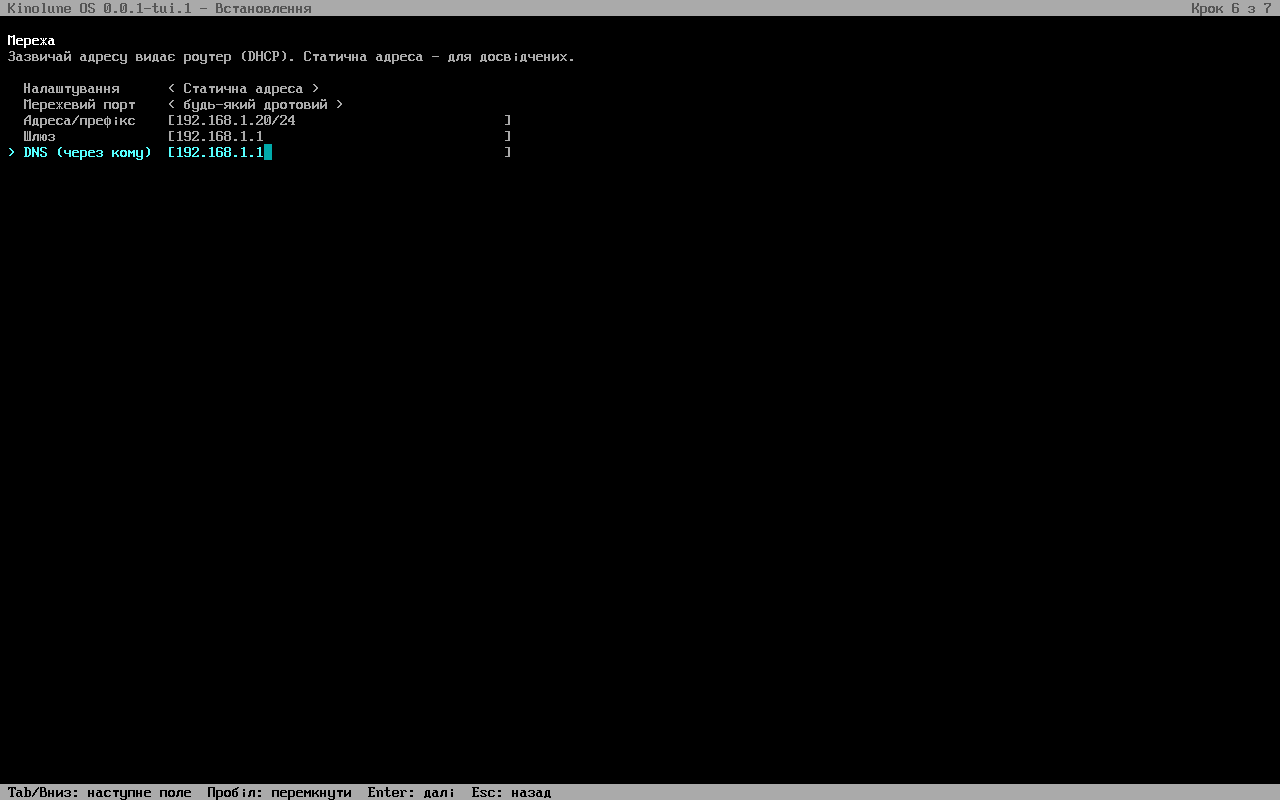 Kinolune OS 0.0.1-tui.1 - Встановлення Крок 6 з 7
Мережа
Зазвичай адресу видає роутер (DHCP). Статична адреса - для досвідчених.
Налаштування < Статична адреса >
Мережевий порт < будь-який дротовий >
Адреса/префікс [192.168.1.20/24 ]
Шлюз [192.168.1.1 ]
> DNS (через кому) [192.168.1.1 ]
Tab/Вниз: наступне поле Пробіл: перемкнути Enter: далі Esc: назад